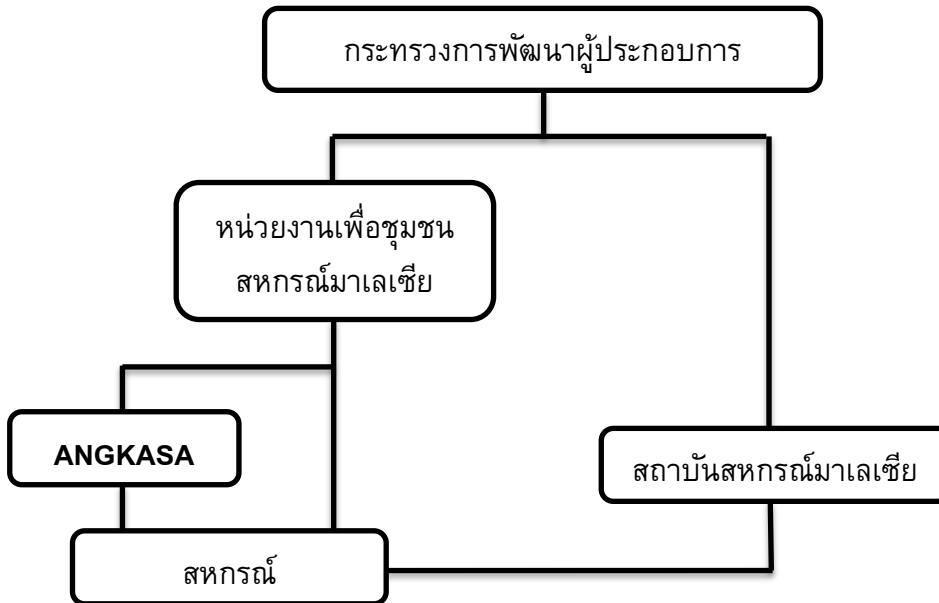 กระทรวงการพัฒนาผู้ประกอบการ
หน่วยงานเพื่อชุมชน
สหกรณ์มาเลเซีย
ANGKASA
สถาบันสหกรณ์มาเลเซีย
สหกรณ์